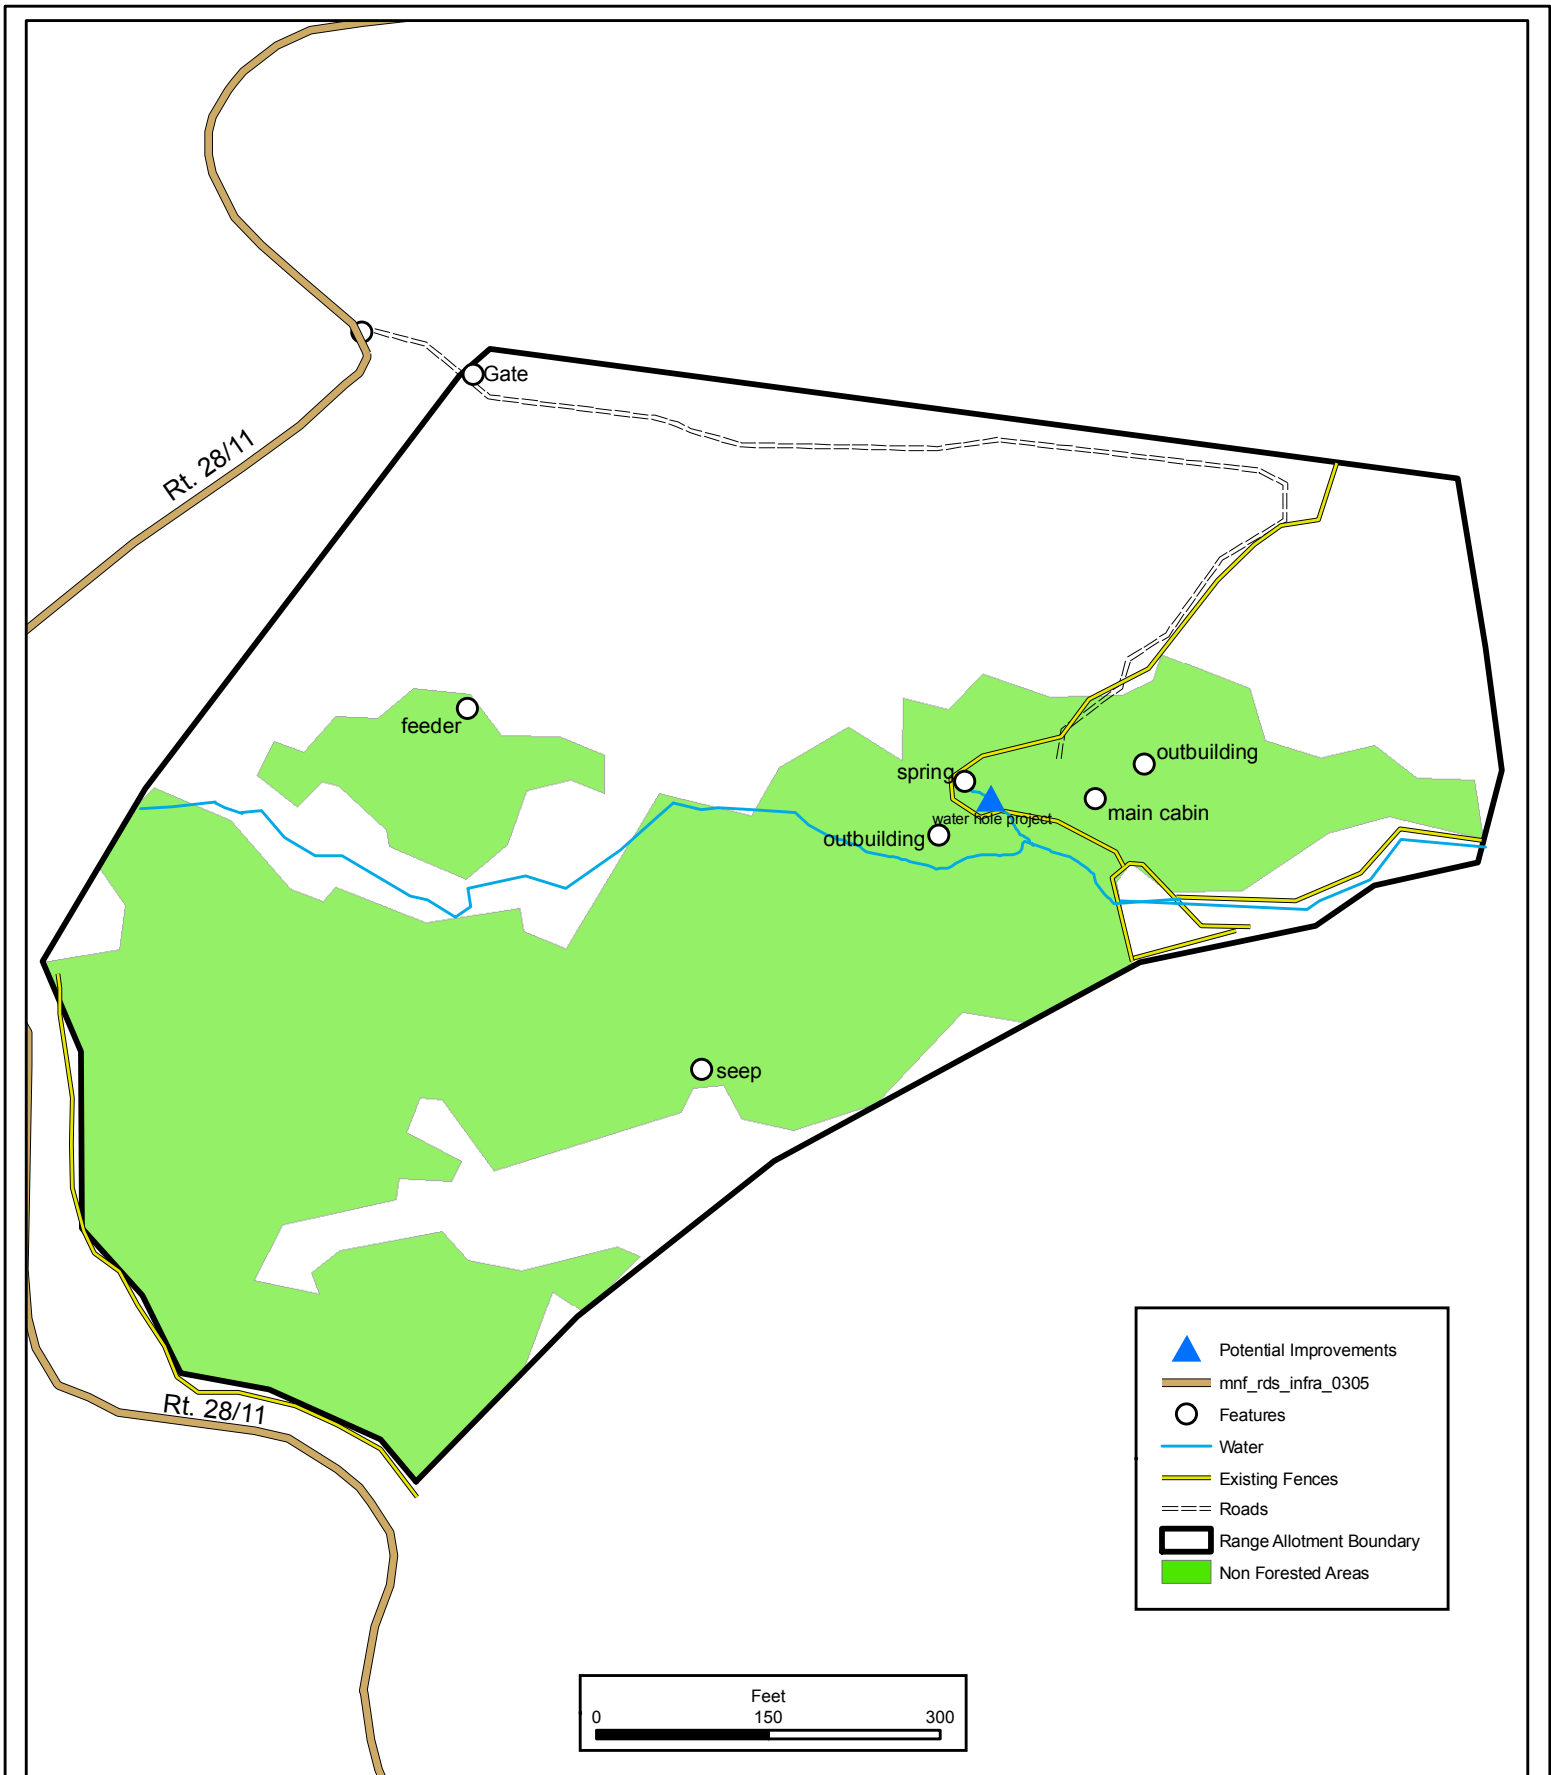 Gate
Rt. 28/11
feeder
spring
outbuilding
main cabin
water hole project
outbuilding
seep
Rt. 28/11
Potential Improvements
mnf_rds_infra_0305
Features
Water
Existing Fences
Roads
Range Allotment Boundary
Non Forested Areas
Feet
0 150 300